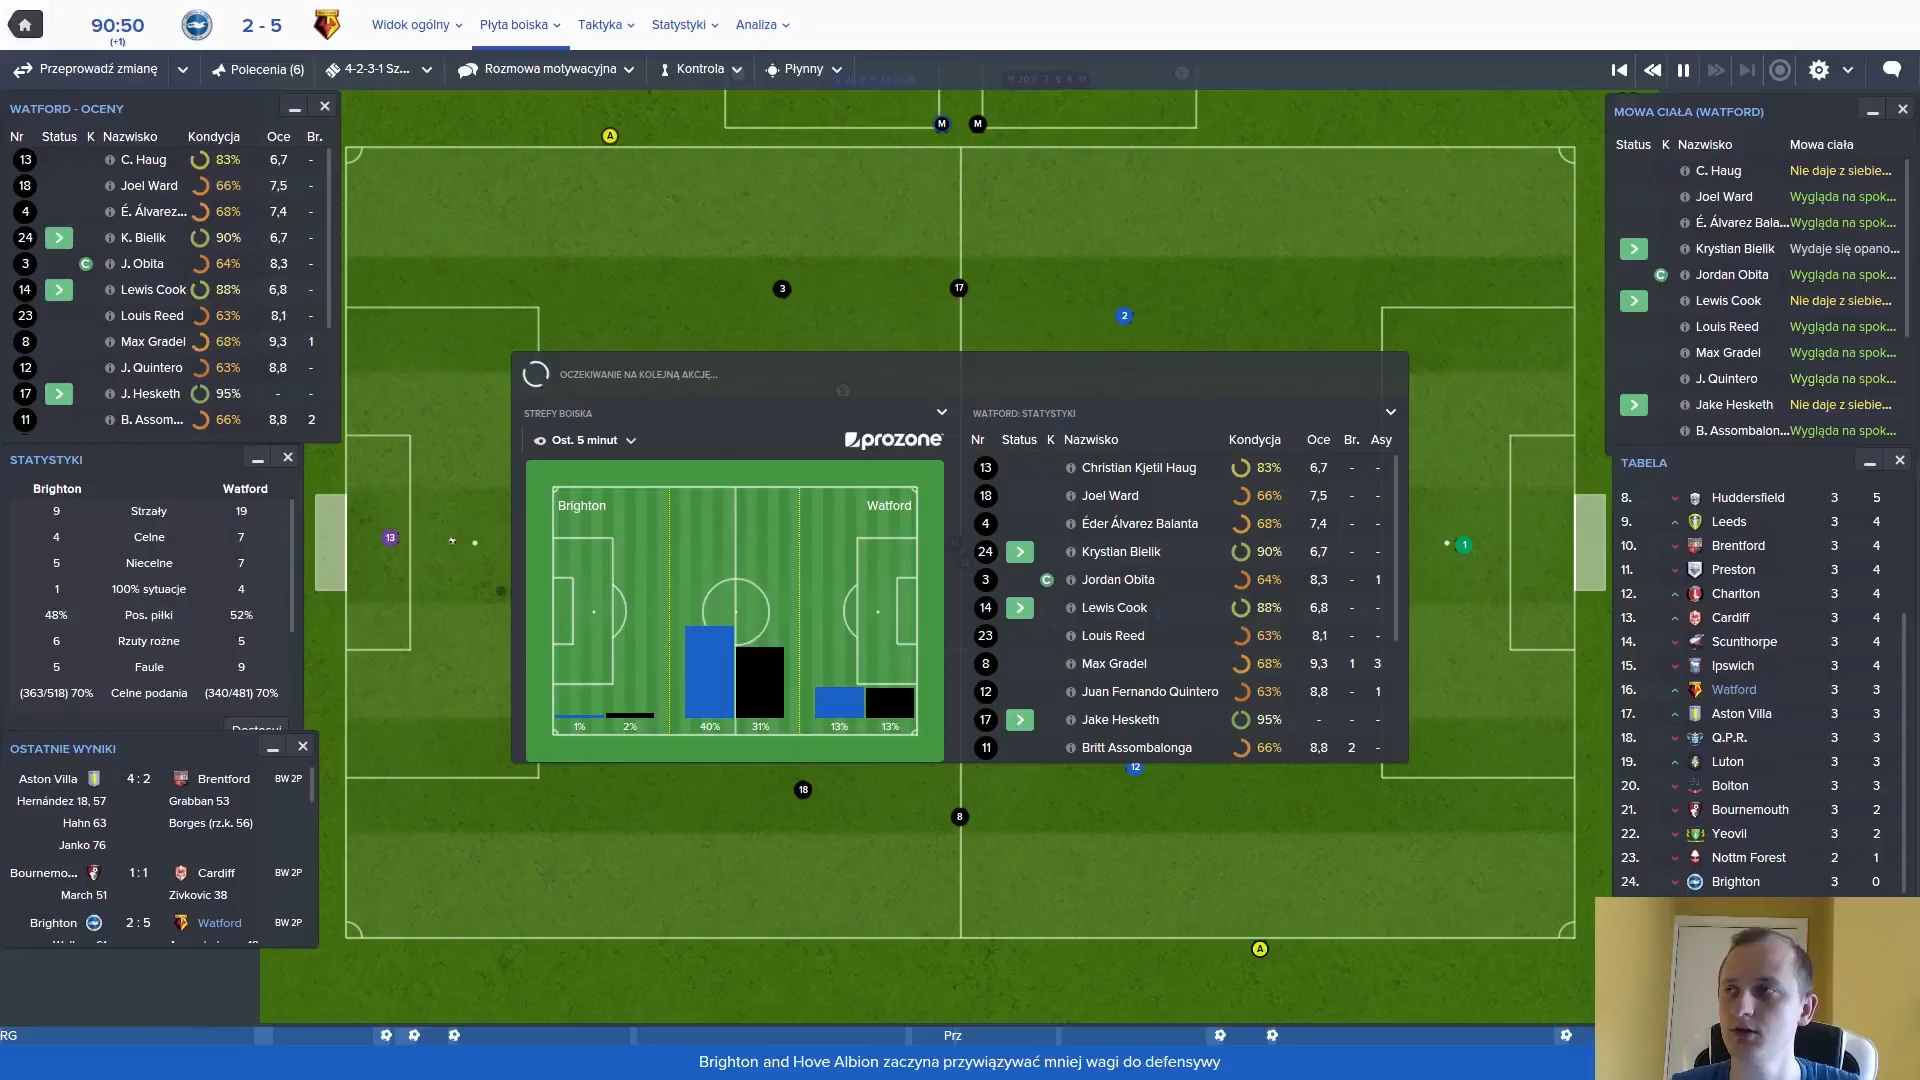 90:50
(+1)
2 - 5
Widok ogólny
Płyta boiska
Taktyka
Statystyki
Analiza
Przeprowadź zmianę
Polecenia (6)
4-2-3-1 Sz...
Rozmowa motywacyjna
Kontrola
Płynny
WATFORD - OCENY
Nr Status K Nazwisko Kondycja Oce Br.
13 C. Haug 83% 6,7 -
18 Joel Ward 66% 7,5 -
4 É. Álvarez... 68% 7,4 -
24 K. Bielik 90% 6,7 -
3 C J. Obita 64% 8,3 -
14 Lewis Cook 88% 6,8 -
23 Louis Reed 63% 8,1 -
8 Max Gradel 68% 9,3 1
12 J. Quintero 63% 8,8 -
17 J. Hesketh 95% - -
11 B. Assom... 66% 8,8 2
STATYSTYKI
Brighton Watford
9 Strzały 19
4 Celne 7
5 Niecelne 7
1 100% sytuacje 4
48% Pos. piłki 52%
6 Rzuty rożne 5
5 Faule 9
(363/518) 70% Celne podania (340/481) 70%
OSTATNIE WYNIKI
Aston Villa 4 : 2 Brentford BW 2P
Hernández 18, 57 Grabban 53
Hahn 63 Borges (rz.k. 56)
Janko 76
Bournemo... 1 : 1 Cardiff BW 2P
March 51 Zivkovic 38
Brighton 2 : 5 Watford BW 2P
A
M
M
3
17
2
13
1
18
8
12
A
OCZEKIWANIE NA KOLEJNĄ AKCJĘ...
STREFY BOISKA
Ost. 5 minut
prozone
Brighton Watford
1% 2% 40% 31% 13% 13%
WATFORD: STATYSTYKI
Nr Status K Nazwisko Kondycja Oce Br. Asy
13 Christian Kjetil Haug 83% 6,7 - -
18 Joel Ward 66% 7,5 - -
4 Éder Álvarez Balanta 68% 7,4 - -
24 Krystian Bielik 90% 6,7 - -
3 C Jordan Obita 64% 8,3 - 1
14 Lewis Cook 88% 6,8 - -
23 Louis Reed 63% 8,1 - -
8 Max Gradel 68% 9,3 1 3
12 Juan Fernando Quintero 63% 8,8 - 1
17 Jake Hesketh 95% - - -
11 Britt Assombalonga 66% 8,8 2 -
MOWA CIAŁA (WATFORD)
Status K Nazwisko Mowa ciała
C. Haug Nie daje z siebie...
Joel Ward Wygląda na spok...
É. Álvarez Bala... Wygląda na spok...
Krystian Bielik Wydaje się opano...
C Jordan Obita Wygląda na spok...
Lewis Cook Nie daje z siebie...
Louis Reed Wygląda na spok...
Max Gradel Wygląda na spok...
J. Quintero Wygląda na spok...
Jake Hesketh Nie daje z siebie...
B. Assombalon... Wygląda na spok...
TABELA
8. Huddersfield 3 5
9. Leeds 3 4
10. Brentford 3 4
11. Preston 3 4
12. Charlton 3 4
13. Cardiff 3 4
14. Scunthorpe 3 4
15. Ipswich 3 4
16. Watford 3 3
17. Aston Villa 3 3
18. Q.P.R. 3 3
19. Luton 3 3
20. Bolton 3 3
21. Bournemouth 3 2
22. Yeovil 3 2
23. Nottm Forest 2 1
24. Brighton 3 0
RG
Prz
Brighton and Hove Albion zaczyna przywiązywać mniej wagi do defensywy